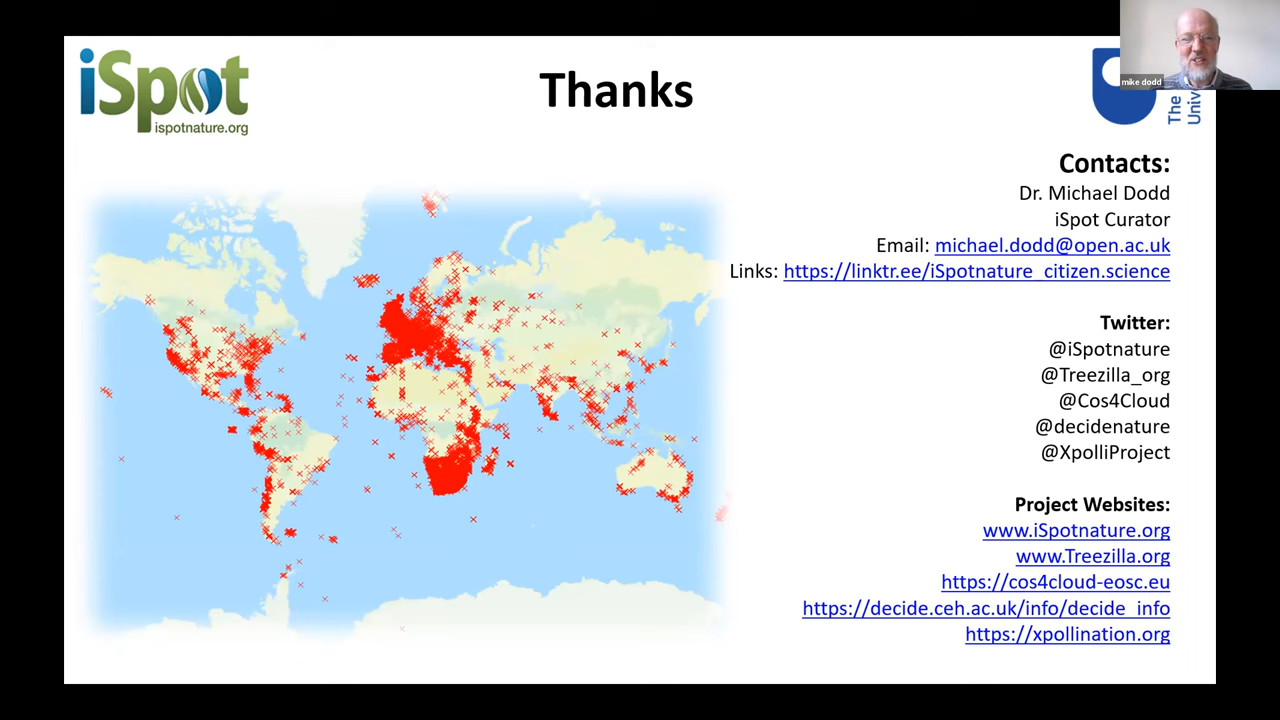 iSpot
ispotnature.org
Thanks
mike dodd
The
Univ
Contacts:
Dr. Michael Dodd
iSpot Curator
Email: michael.dodd@open.ac.uk
Links: https://linktr.ee/iSpotnature_citizen.science
Twitter:
@iSpotnature
@Treezilla_org
@Cos4Cloud
@decidenature
@XpolliProject
Project Websites:
www.iSpotnature.org
www.Treezilla.org
https://cos4cloud-eosc.eu
https://decide.ceh.ac.uk/info/decide_info
https://xpollination.org